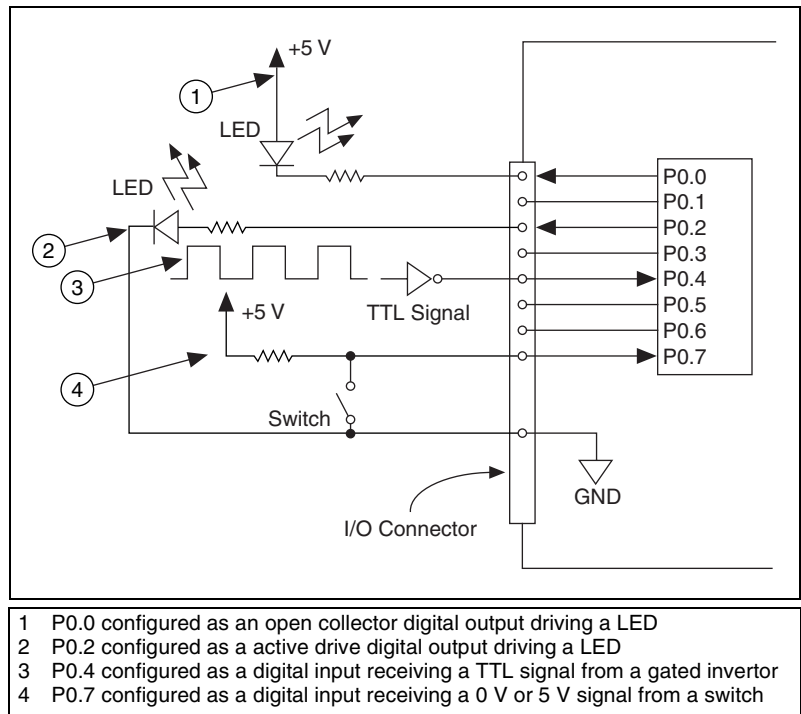 +5 V
1
LED
LED
P0.0
P0.1
2
P0.2
P0.3
3
P0.4
+5 V
TTL Signal
P0.5
P0.6
P0.7
4
Switch
GND
I/O Connector
1 P0.0 configured as an open collector digital output driving a LED
2 P0.2 configured as a active drive digital output driving a LED
3 P0.4 configured as a digital input receiving a TTL signal from a gated invertor
4 P0.7 configured as a digital input receiving a 0 V or 5 V signal from a switch